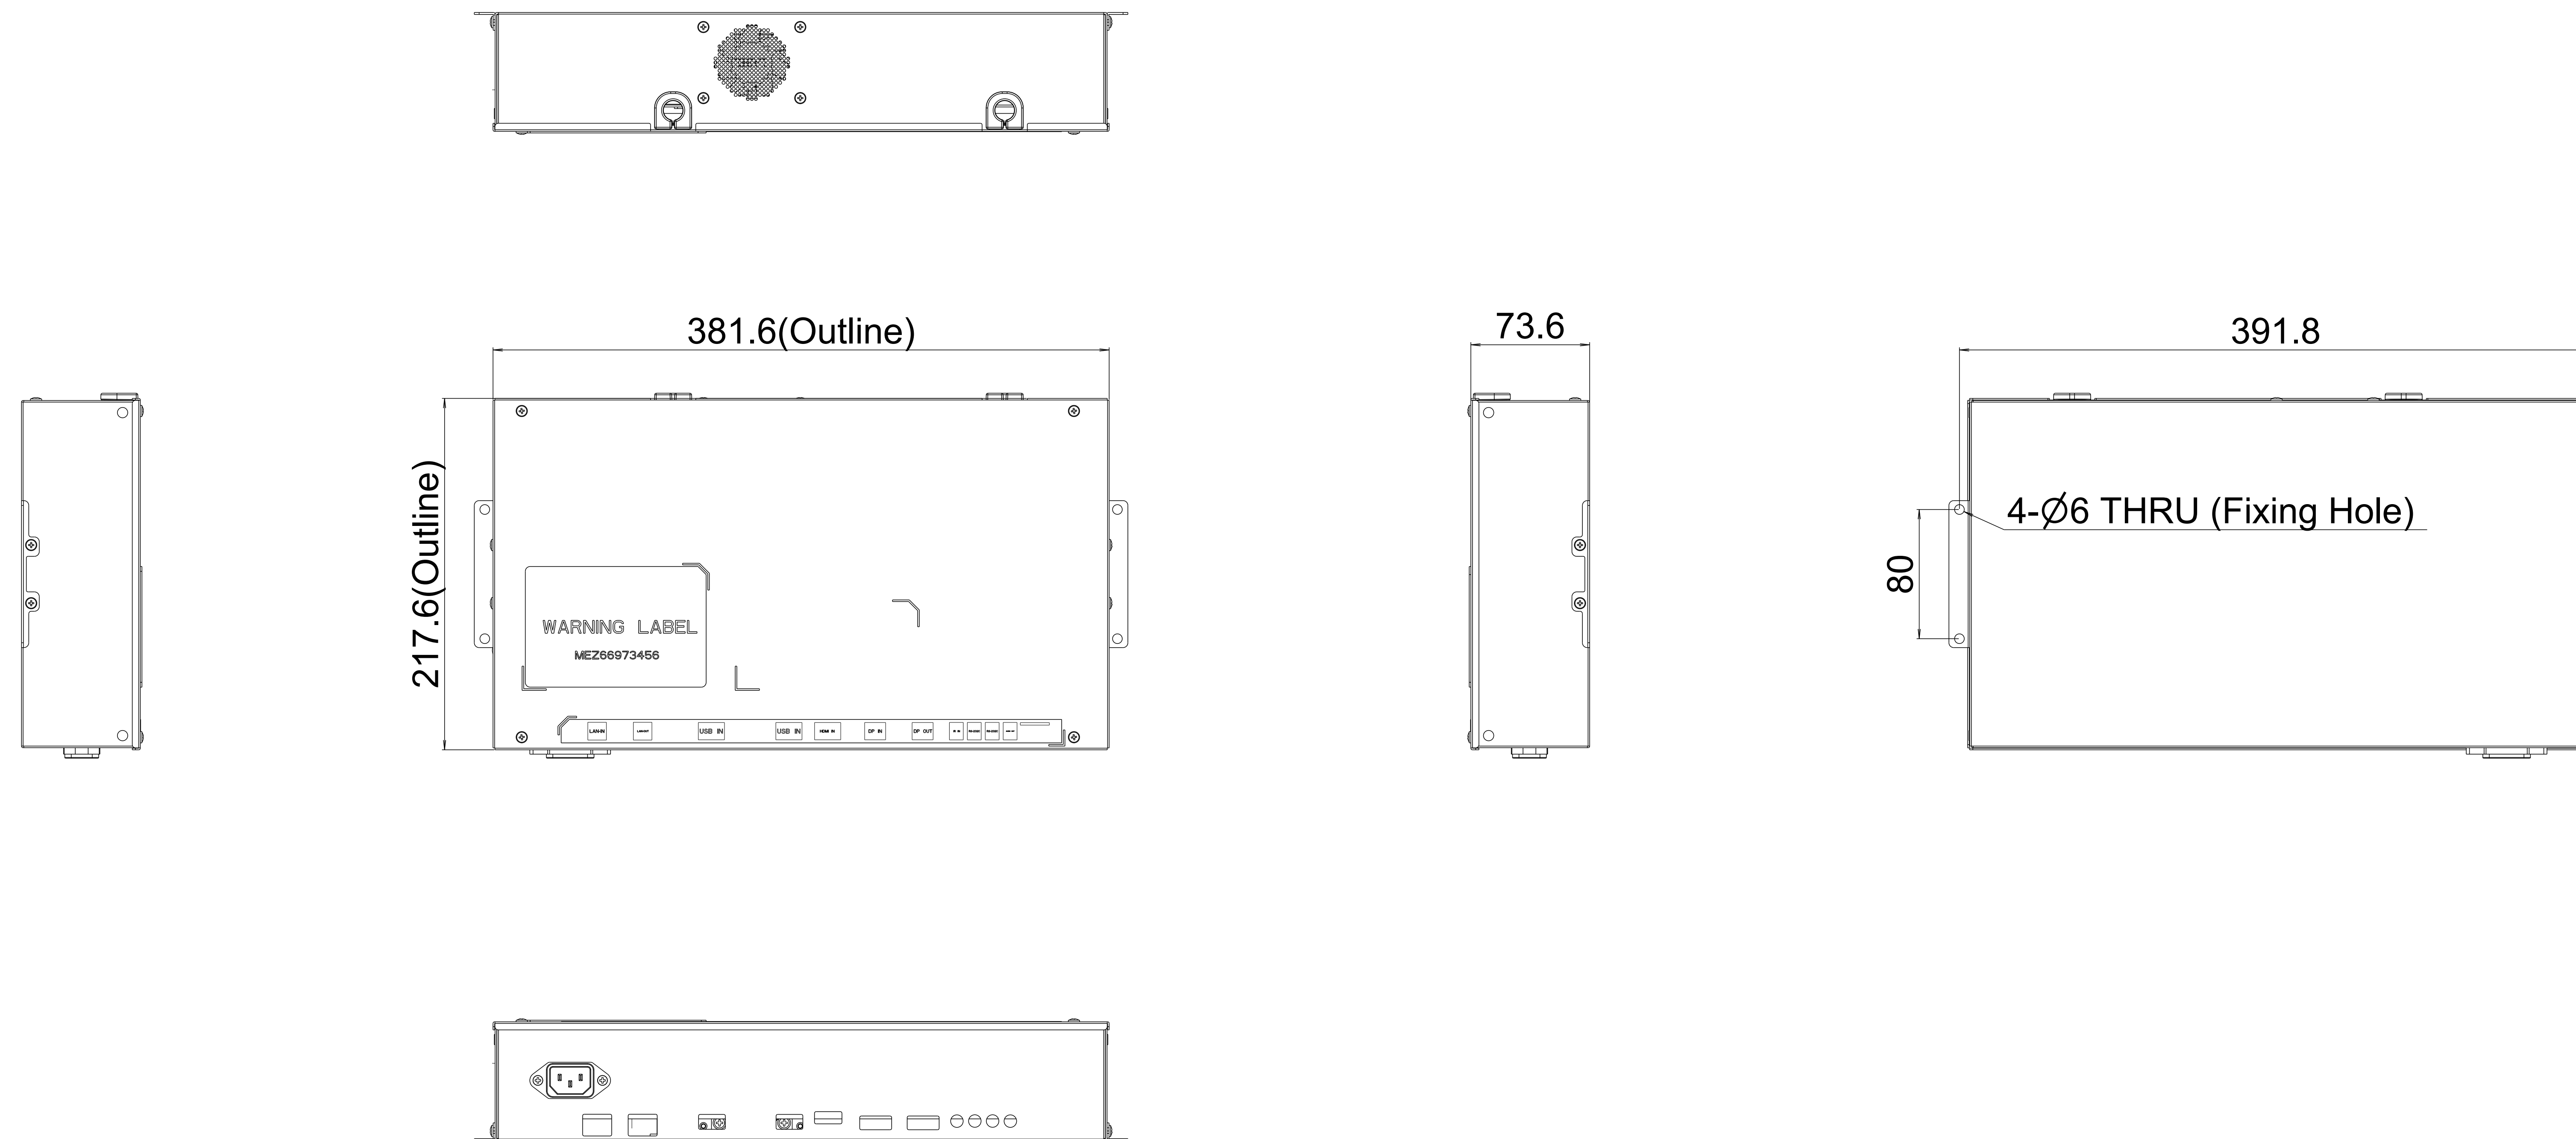 381.6(Outline)
73.6
391.8
217.6(Outline)
4-Ø6 THRU (Fixing Hole)
80
WARNING LABEL
MEZ66973456
LAN-IN
USB IN
USB IN
HDMI IN
DP IN
DP OUT